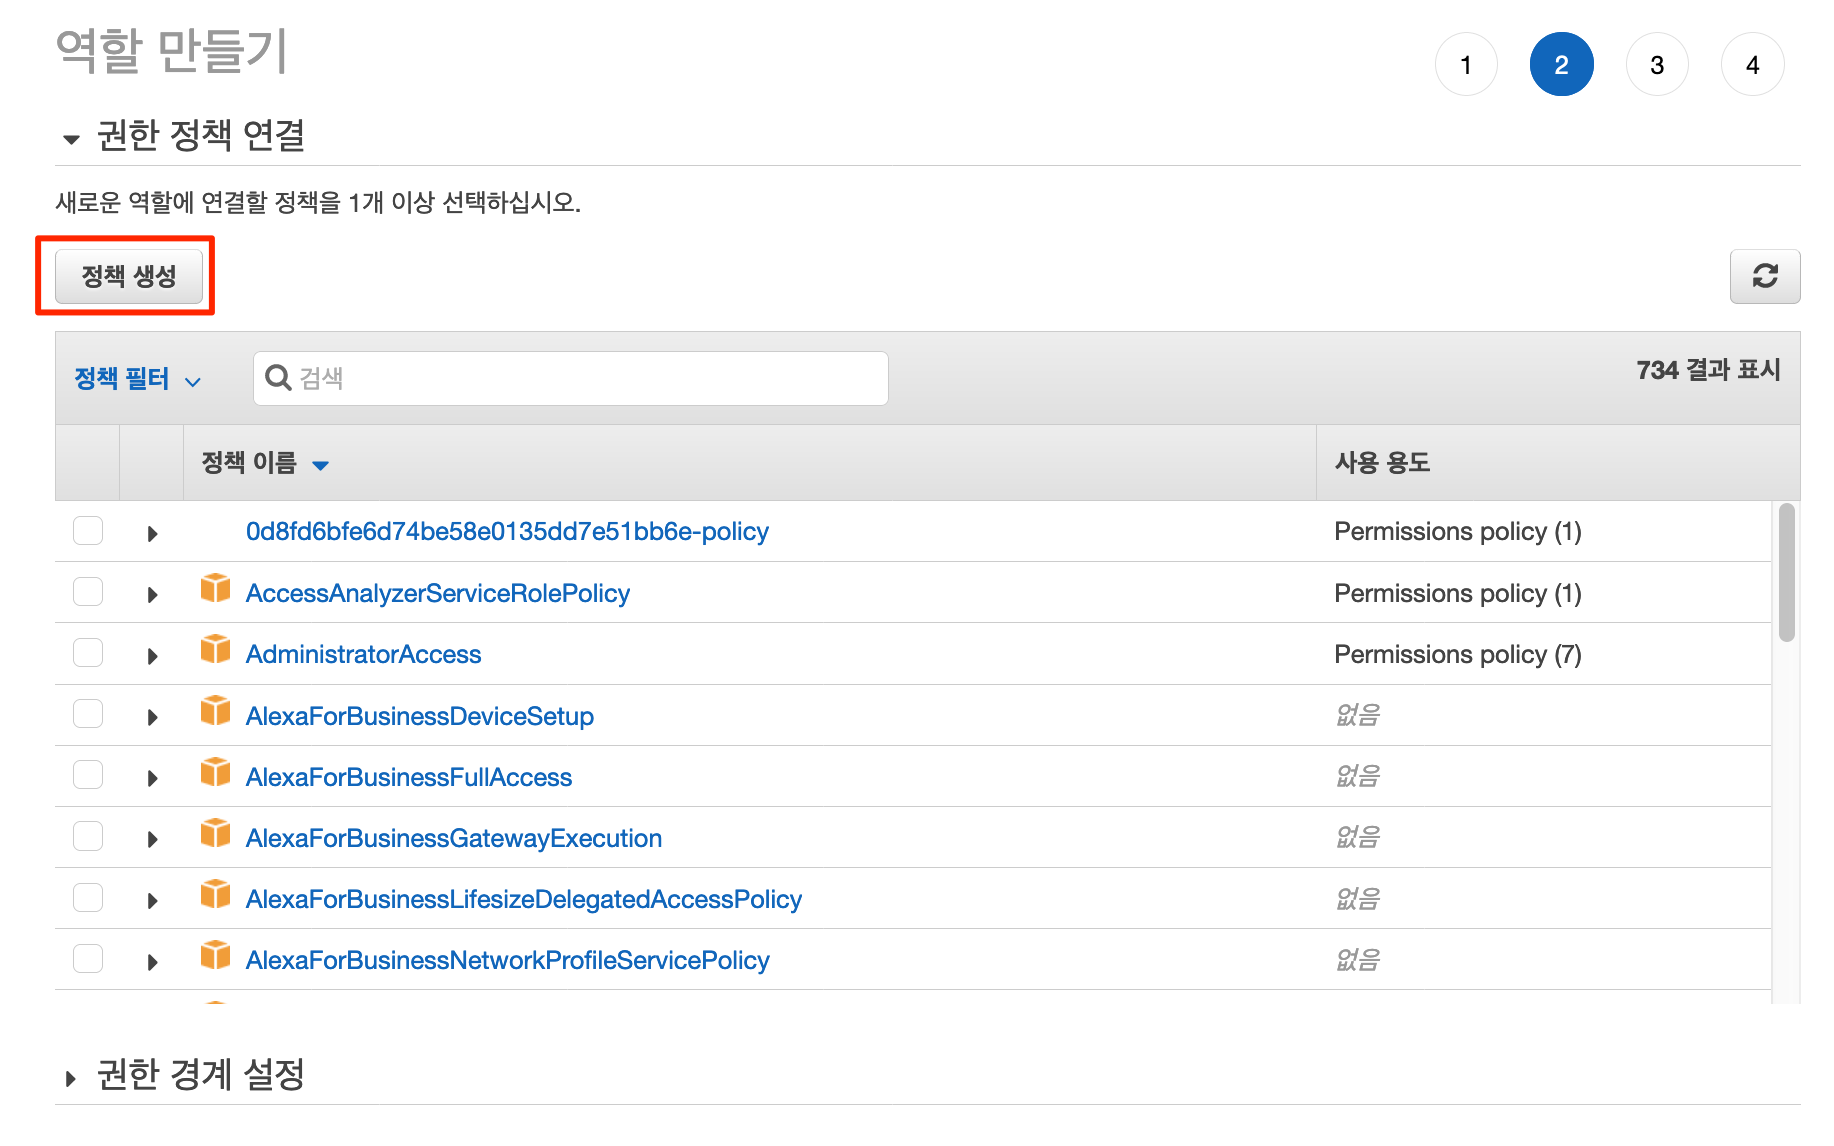 역할 만들기
1 2 3 4
권한 정책 연결
새로운 역할에 연결할 정책을 1개 이상 선택하십시오.
정책 생성
정책 필터 검색 734 결과 표시
정책 이름 사용 용도
0d8fd6bfe6d74be58e0135dd7e51bb6e-policy Permissions policy (1)
AccessAnalyzerServiceRolePolicy Permissions policy (1)
AdministratorAccess Permissions policy (7)
AlexaForBusinessDeviceSetup 없음
AlexaForBusinessFullAccess 없음
AlexaForBusinessGatewayExecution 없음
AlexaForBusinessLifesizeDelegatedAccessPolicy 없음
AlexaForBusinessNetworkProfileServicePolicy 없음
권한 경계 설정